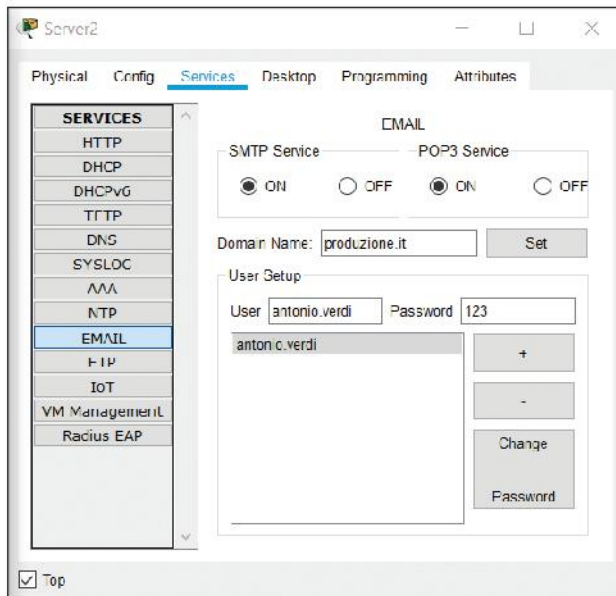 Server2
Physical Config Services Desktop Programming Attributes
SERVICES
HTTP
DHCP
DHCPv6
TFTP
DNS
SYSLOG
AAA
NTP
EMAIL
FTP
IoT
VM Management
Radius EAP
EMAIL
SMTP Service POP3 Service
ON OFF ON OFF
Domain Name: produzione.it Set
User Setup
User antonio.verdi Password 123
antonio.verdi
+
-
Change
Password
Top